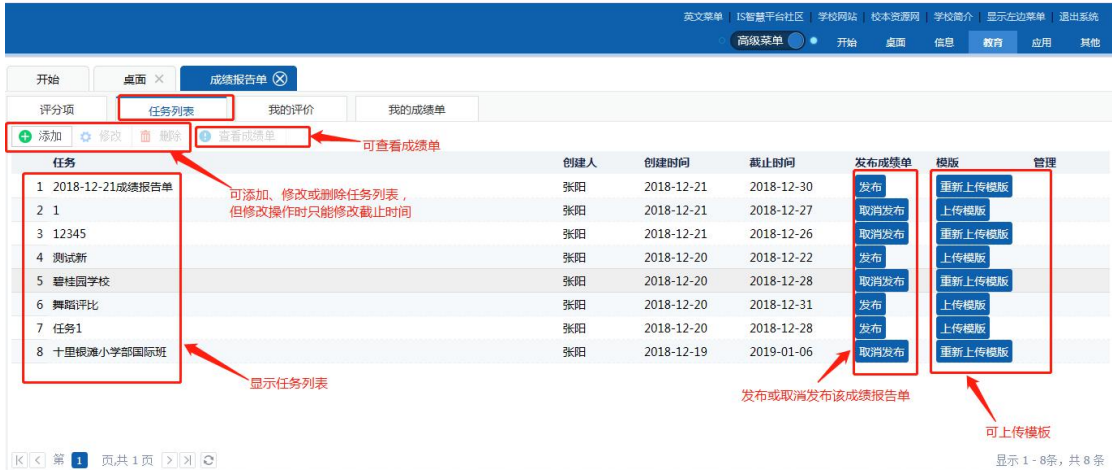 英文菜单 IS智慧平台社区 学校网站 校本资源网 学校简介 显示左边菜单 退出系统
高级菜单 开始 桌面 信息 教育 应用 其他
开始 桌面 成绩报告单
评分项 任务列表 我的评价 我的成绩单
添加 修改 删除 查看成绩单
可查看成绩单
任务 创建人 创建时间 截止时间 发布成绩单 模版 管理
1 2018-12-21成绩报告单 张阳 2018-12-21 2018-12-30 发布 重新上传模版
可添加、修改或删除任务列表，
但修改操作时只能修改截止时间
2 1 张阳 2018-12-21 2018-12-27 取消发布 上传模版
3 12345 张阳 2018-12-21 2018-12-26 取消发布 重新上传模版
4 测试新 张阳 2018-12-20 2018-12-22 发布 上传模版
5 碧桂园学校 张阳 2018-12-20 2018-12-28 取消发布 重新上传模版
6 舞蹈评比 张阳 2018-12-20 2018-12-31 发布 上传模版
7 任务1 张阳 2018-12-20 2018-12-28 发布 上传模版
8 十里银滩小学部国际班 张阳 2018-12-19 2019-01-06 取消发布 重新上传模版
显示任务列表
发布或取消发布该成绩报告单
可上传模板
第 1 页,共 1 页 显示 1 - 8条，共 8 条